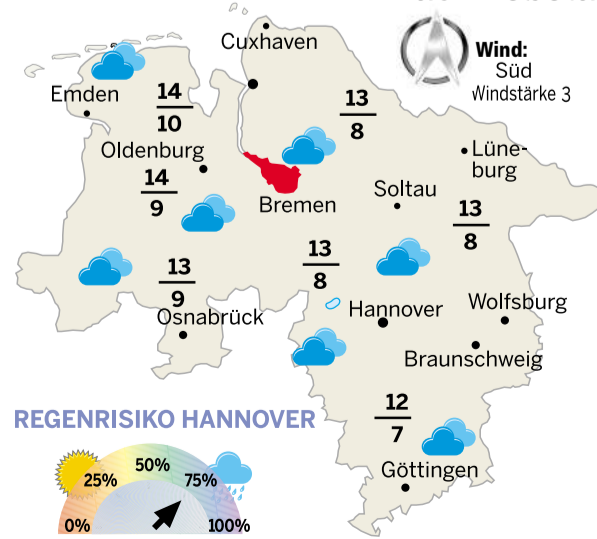 Cuxhaven
Wind:
Süd
Windstärke 3
Emden
14
10
13
8
Oldenburg
Lüne-
burg
14
9
Soltau
Bremen
13
8
13
8
13
9
Hannover
Wolfsburg
Osnabrück
Braunschweig
12
7
REGENRISIKO HANNOVER
Göttingen
0%
25%
50%
75%
100%